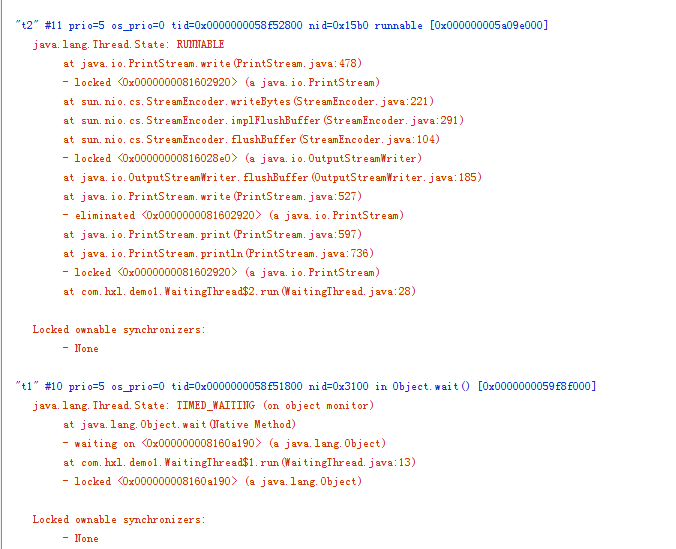 "t2" #11 prio=5 os_prio=0 tid=0x0000000058f52800 nid=0x15b0 runnable [0x000000005a09e000]
java.lang.Thread.State: RUNNABLE
at java.io.PrintStream.write(PrintStream.java:478)
- locked <0x0000000081602920> (a java.io.PrintStream)
at sun.nio.cs.StreamEncoder.writeBytes(StreamEncoder.java:221)
at sun.nio.cs.StreamEncoder.implFlushBuffer(StreamEncoder.java:291)
at sun.nio.cs.StreamEncoder.flushBuffer(StreamEncoder.java:104)
- locked <0x00000000816028e0> (a java.io.OutputStreamWriter)
at java.io.OutputStreamWriter.flushBuffer(OutputStreamWriter.java:185)
at java.io.PrintStream.write(PrintStream.java:527)
- eliminated <0x0000000081602920> (a java.io.PrintStream)
at java.io.PrintStream.print(PrintStream.java:597)
at java.io.PrintStream.println(PrintStream.java:736)
- locked <0x0000000081602920> (a java.io.PrintStream)
at com.hxl.demo1.WaitingThread$2.run(WaitingThread.java:28)
Locked ownable synchronizers:
- None
"t1" #10 prio=5 os_prio=0 tid=0x0000000058f51800 nid=0x3100 in Object.wait() [0x0000000059f8f000]
java.lang.Thread.State: TIMED_WAITING (on object monitor)
at java.lang.Object.wait(Native Method)
- waiting on <0x000000008160a190> (a java.lang.Object)
at com.hxl.demo1.WaitingThread$1.run(WaitingThread.java:13)
- locked <0x000000008160a190> (a java.lang.Object)
Locked ownable synchronizers:
- None